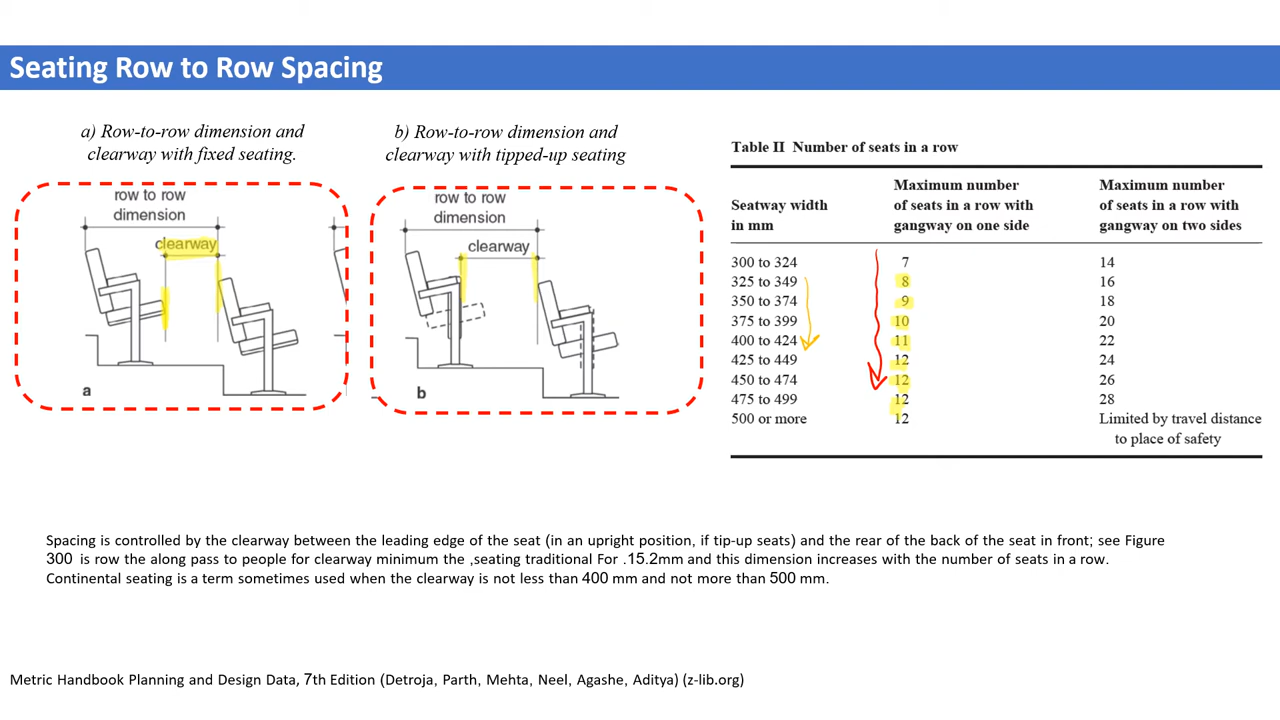 Seating Row to Row Spacing
a) Row-to-row dimension and
clearway with fixed seating.
b) Row-to-row dimension and
clearway with tipped-up seating
row to row
dimension
clearway
a
row to row
dimension
clearway
b
Table II Number of seats in a row
Seatway width
in mm
Maximum number
of seats in a row with
gangway on one side
Maximum number
of seats in a row with
gangway on two sides
300 to 324 7 14
325 to 349 8 16
350 to 374 9 18
375 to 399 10 20
400 to 424 11 22
425 to 449 12 24
450 to 474 12 26
475 to 499 12 28
500 or more 12 Limited by travel distance
to place of safety
Spacing is controlled by the clearway between the leading edge of the seat (in an upright position, if tip-up seats) and the rear of the back of the seat in front; see Figure
300 is row the along pass to people for clearway minimum the ,seating traditional For .15.2mm and this dimension increases with the number of seats in a row.
Continental seating is a term sometimes used when the clearway is not less than 400 mm and not more than 500 mm.
Metric Handbook Planning and Design Data, 7th Edition (Detroja, Parth, Mehta, Neel, Agashe, Aditya) (z-lib.org)